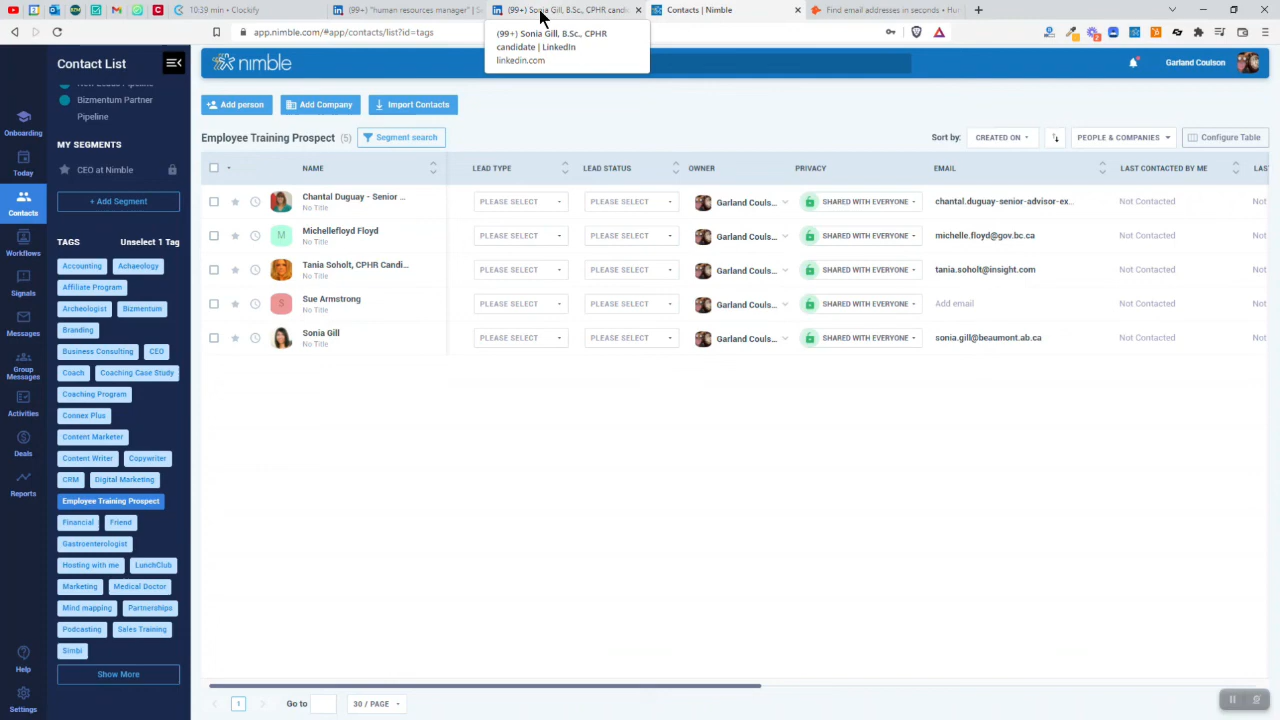 10:39 min - Clockify
(99+) "human resources manager" | S
(99+) Sonia Gill, B.Sc., CPHR candi
Contacts | Nimble
Find email addresses in seconds • Hur
app.nimble.com/#app/contacts/list?id=tags
(99+) Sonia Gill, B.Sc., CPHR
candidate | LinkedIn
linkedin.com
Contact List
nimble
Garland Coulson
Bizmentum Partner
Pipeline
MY SEGMENTS
CEO at Nimble
+ Add Segment
TAGS
Unselect 1 Tag
Accounting
Achaeology
Affiliate Program
Archeologist
Bizmentum
Branding
Business Consulting
CEO
Coach
Coaching Case Study
Coaching Program
Connex Plus
Content Marketer
Content Writer
Copywriter
CRM
Digital Marketing
Employee Training Prospect
Financial
Friend
Gastroenterologist
Hosting with me
LunchClub
Marketing
Medical Doctor
Mind mapping
Partnerships
Podcasting
Sales Training
Simbi
Show More
Onboarding
Today
Contacts
Workflows
Signals
Messages
Group
Messages
Activities
Deals
Reports
Help
Settings
Add person
Add Company
Import Contacts
Employee Training Prospect (5)
Segment search
Sort by:
CREATED ON
PEOPLE & COMPANIES
Configure Table
NAME
LEAD TYPE
LEAD STATUS
OWNER
PRIVACY
EMAIL
LAST CONTACTED BY ME
LAS
Chantal Duguay - Senior ...
No Title
PLEASE SELECT
PLEASE SELECT
Garland Couls...
SHARED WITH EVERYONE
chantal.duguay-senior-advisor-ex...
Not Contacted
Not
Michellefloyd Floyd
No Title
PLEASE SELECT
PLEASE SELECT
Garland Couls...
SHARED WITH EVERYONE
michelle.floyd@gov.bc.ca
Not Contacted
Not
Tania Soholt, CPHR Candi...
No Title
PLEASE SELECT
PLEASE SELECT
Garland Couls...
SHARED WITH EVERYONE
tania.soholt@insight.com
Not Contacted
Not
Sue Armstrong
No Title
PLEASE SELECT
PLEASE SELECT
Garland Couls...
SHARED WITH EVERYONE
Add email
Not Contacted
Not
Sonia Gill
No Title
PLEASE SELECT
PLEASE SELECT
Garland Couls...
SHARED WITH EVERYONE
sonia.gill@beaumont.ab.ca
Not Contacted
Not
1
Go to
30 / PAGE